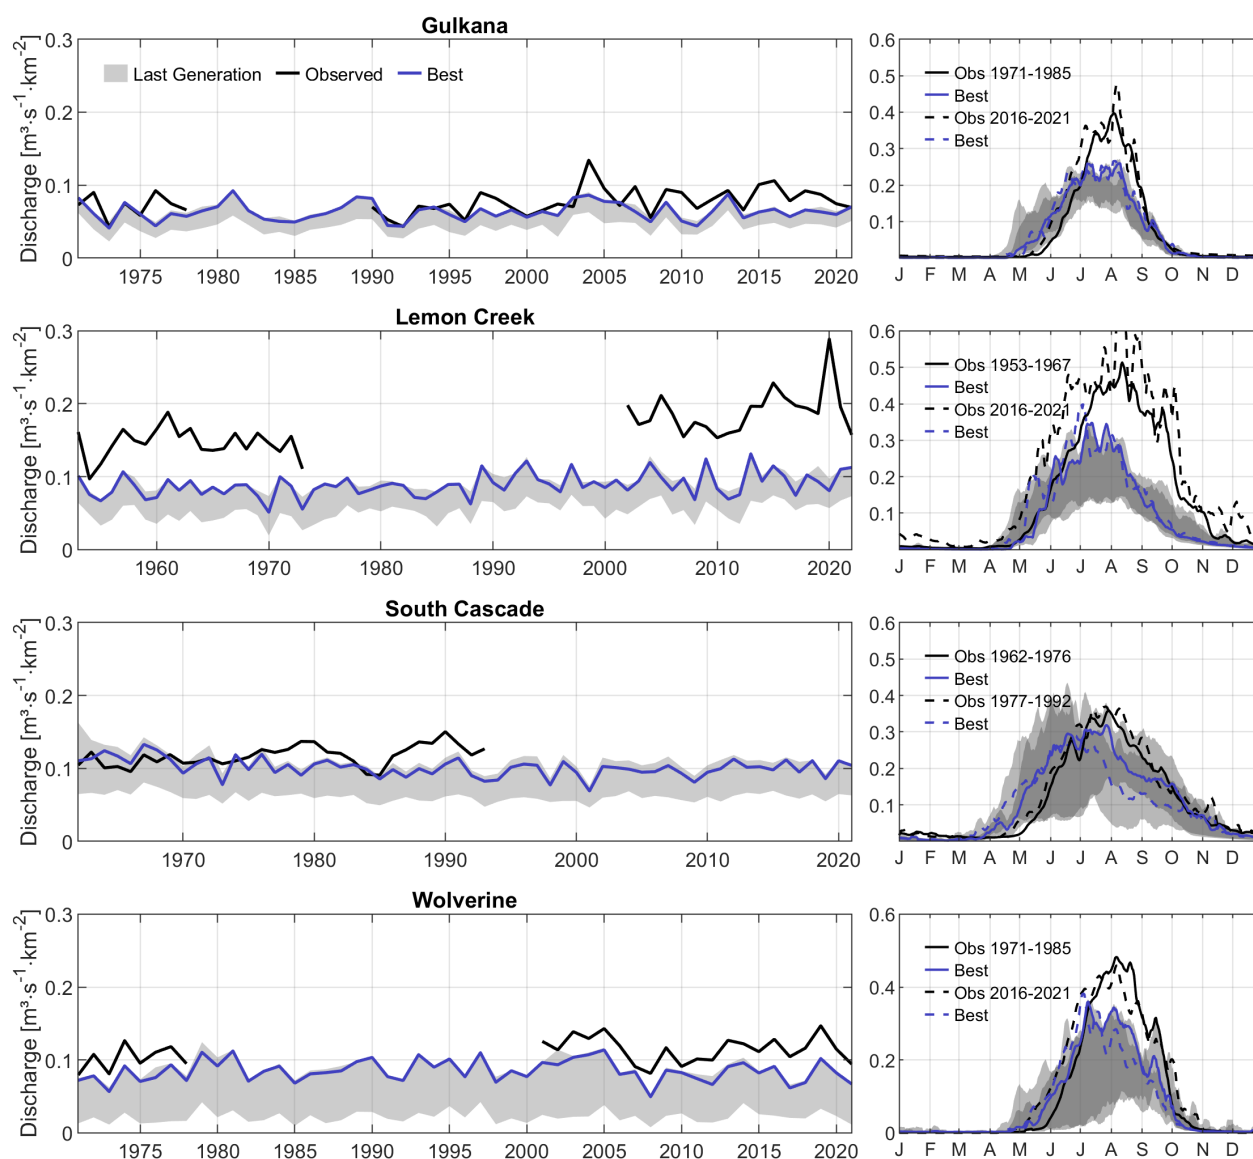 Gulkana
Discharge [m³·s⁻¹·km⁻²]
0.3
0.2
0.1
0
Last Generation Observed Best
1975 1980 1985 1990 1995 2000 2005 2010 2015 2020
0.6
0.5
0.4
0.3
0.2
0.1
Obs 1971-1985
Best
Obs 2016-2021
Best
J F M A M J J A S O N D
Lemon Creek
Discharge [m³·s⁻¹·km⁻²]
0.3
0.2
0.1
0
1960 1970 1980 1990 2000 2010 2020
0.6
0.5
0.4
0.3
0.2
0.1
Obs 1953-1967
Best
Obs 2016-2021
Best
J F M A M J J A S O N D
South Cascade
Discharge [m³·s⁻¹·km⁻²]
0.3
0.2
0.1
0
1970 1980 1990 2000 2010 2020
0.6
0.5
0.4
0.3
0.2
0.1
Obs 1962-1976
Best
Obs 1977-1992
Best
J F M A M J J A S O N D
Wolverine
Discharge [m³·s⁻¹·km⁻²]
0.3
0.2
0.1
0
1975 1980 1985 1990 1995 2000 2005 2010 2015 2020
0.6
0.4
0.2
0
Obs 1971-1985
Best
Obs 2016-2021
Best
J F M A M J J A S O N D